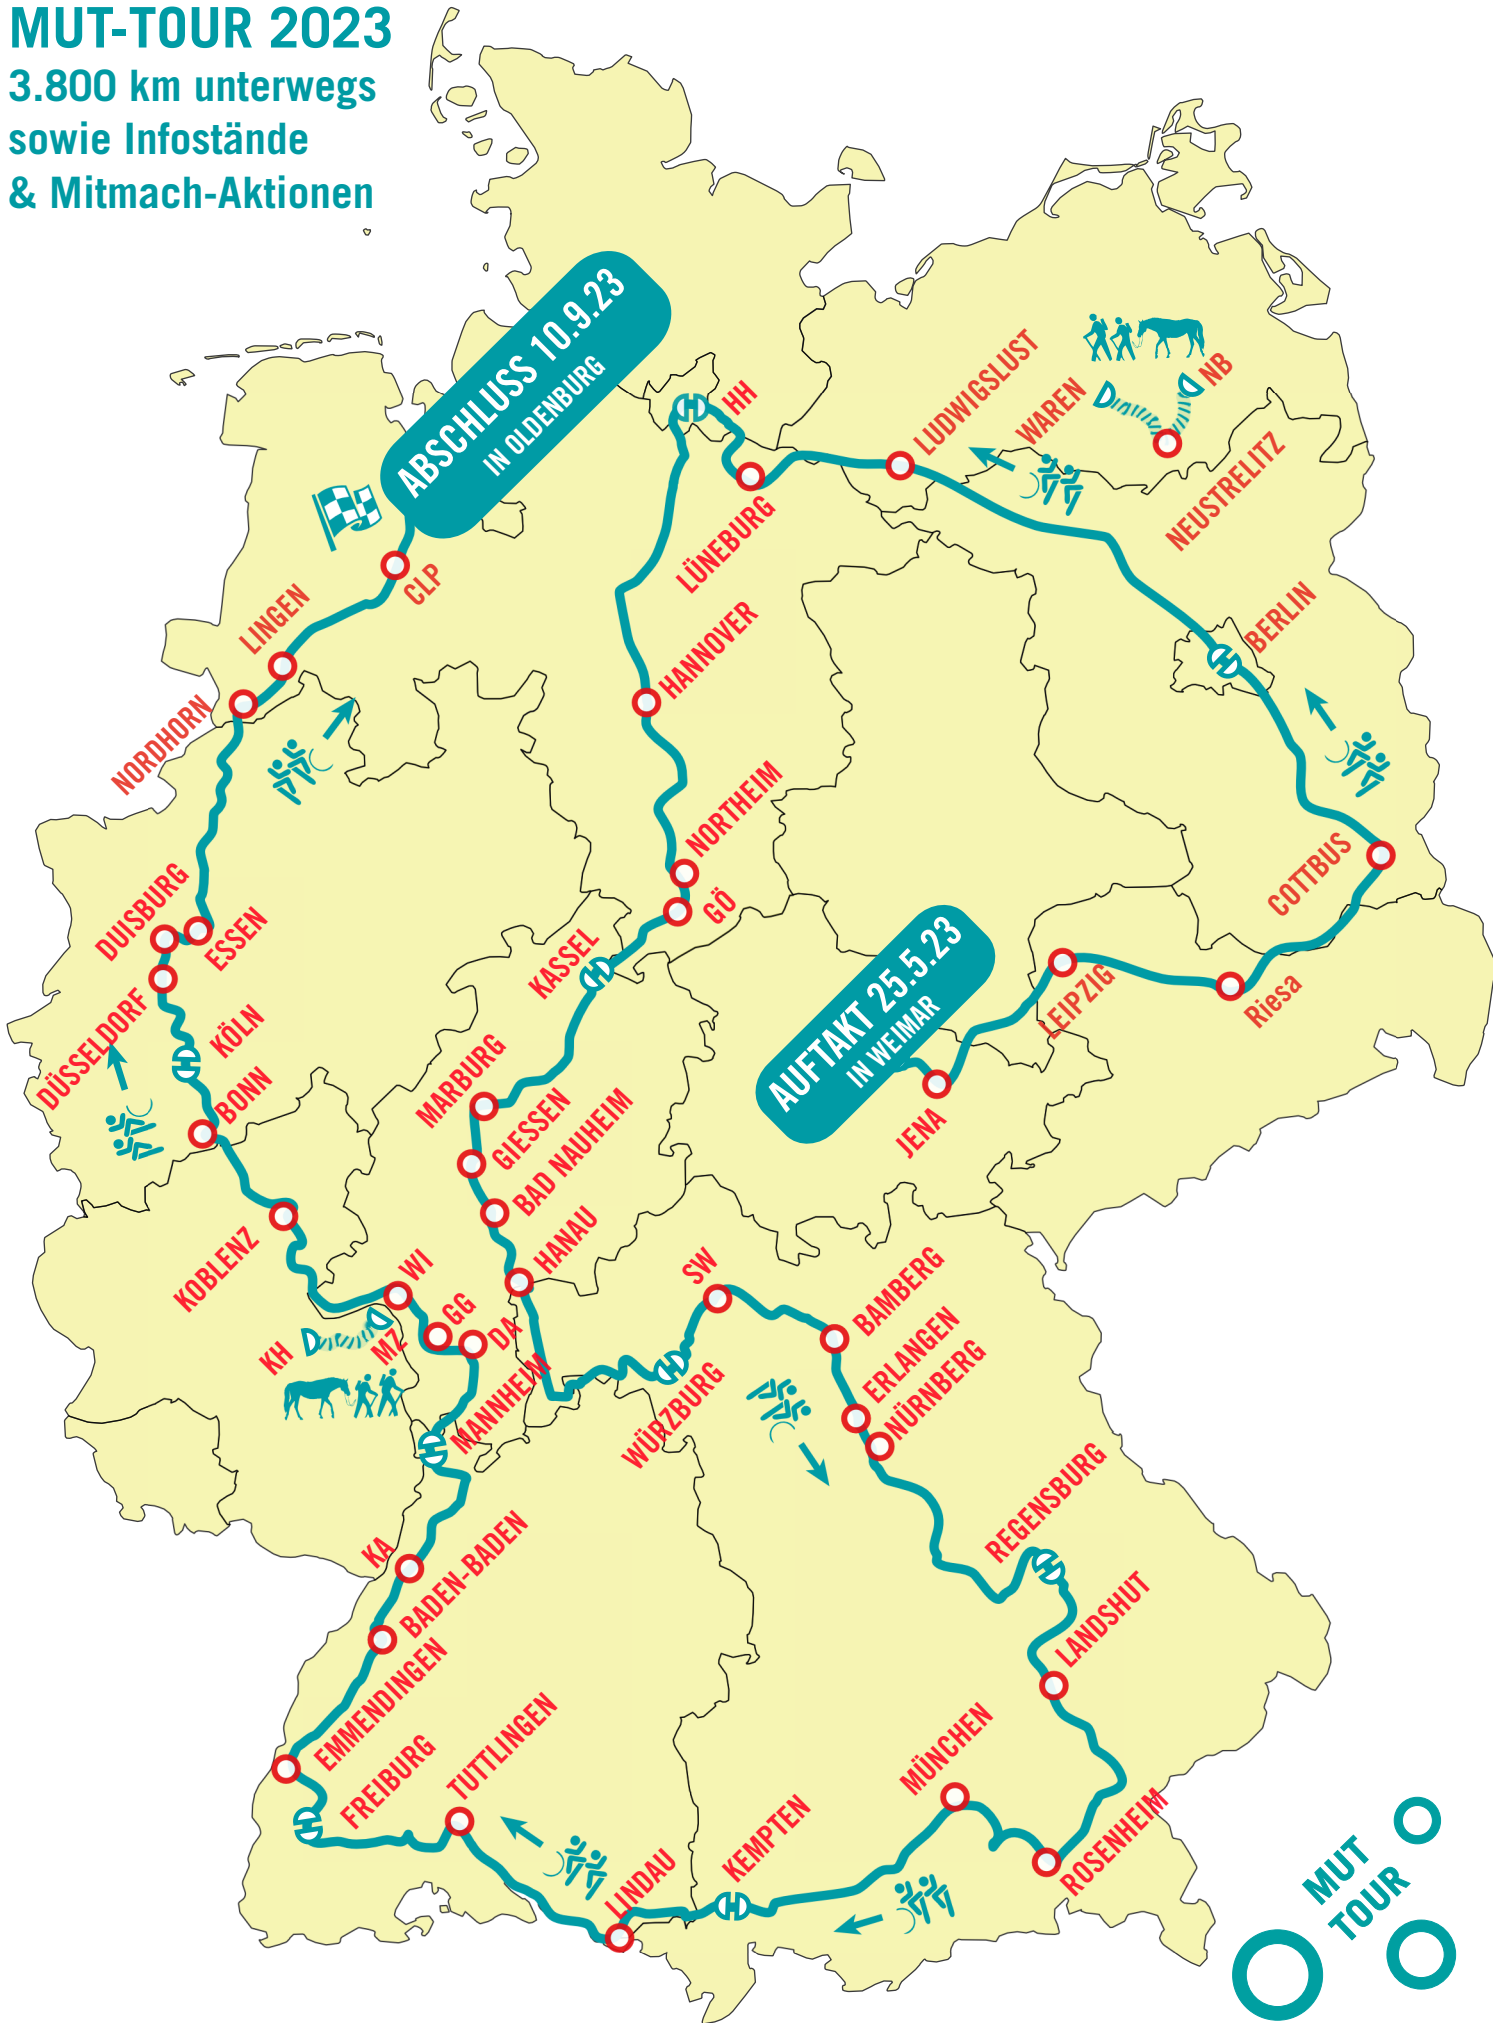 MUT-TOUR 2023
3.800 km unterwegs
sowie Infostände
& Mitmach-Aktionen
ABSCHLUSS 10.9.23
IN OLDENBURG
HH
LUDWIGSLUST
WAREN
NB
NEUSTRELITZ
LÜNEBURG
CLP
LINGEN
NORDHORN
HANNOVER
BERLIN
NORTHEIM
GÖ
COTTBUS
DUISBURG
ESSEN
KASSEL
AUFTAKT 25.5.23
IN WEIMAR
LEIPZIG
Riesa
DÜSSELDORF
KÖLN
BONN
MARBURG
GIESSEN
BAD NAUHEIM
JENA
HANAU
KOBLENZ
WI
GG
DA
KH
MZ
MANNHEIM
SW
BAMBERG
WÜRZBURG
ERLANGEN
NÜRNBERG
REGENSBURG
KA
BADEN-BADEN
LANDSHUT
EMMENDINGEN
FREIBURG
TUTTLINGEN
MÜNCHEN
ROSENHEIM
KEMPTEN
LINDAU
MUT
TOUR